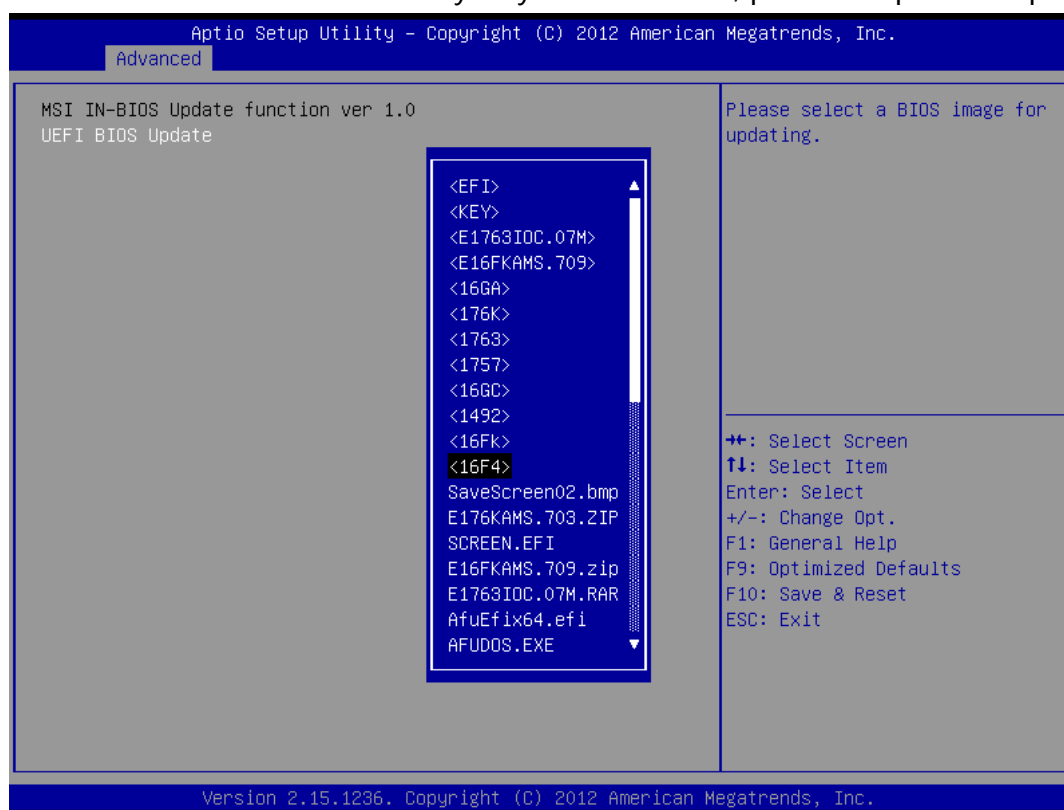 Aptio Setup Utility – Copyright (C) 2012 American Megatrends, Inc.
Advanced
MSI IN-BIOS Update function ver 1.0
UEFI BIOS Update
<EFI>
<KEY>
<E1763IOC.07M>
<E16FKAMS.709>
<16GA>
<176K>
<1763>
<1757>
<16GC>
<1492>
<16Fk>
<16F4>
SaveScreen02.bmp
E176KAMS.703.ZIP
SCREEN.EFI
E16FKAMS.709.zip
E1763IOC.07M.RAR
AfuEfix64.efi
AFUDOS.EXE
Please select a BIOS image for
updating.
→←: Select Screen
↑↓: Select Item
Enter: Select
+/-: Change Opt.
F1: General Help
F9: Optimized Defaults
F10: Save & Reset
ESC: Exit
Version 2.15.1236. Copyright (C) 2012 American Megatrends, Inc.